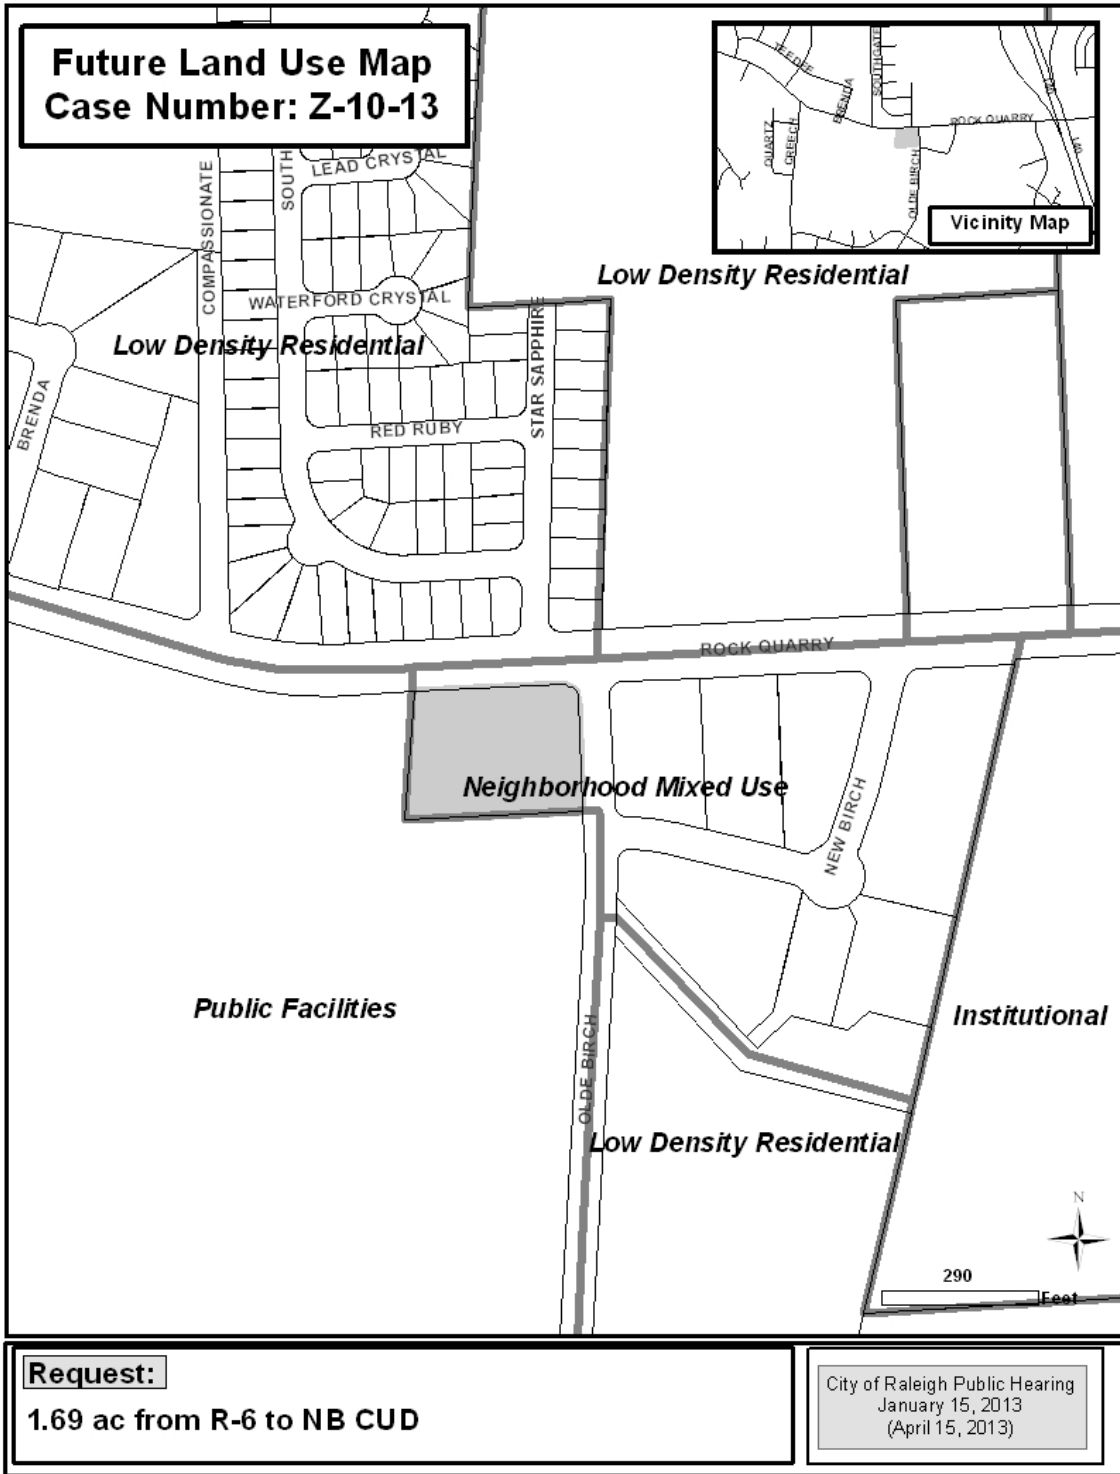 Future Land Use Map
Case Number: Z-10-13
TEEDEE
BRENDA
SOUTHGATE
ROCK QUARRY
QUARTZ
CREECH
OLDE BIRCH
Vicinity Map
COMPASSIONATE
SOUTH
LEAD CRYSTAL
Low Density Residential
WATERFORD CRYSTAL
STAR SAPPHIRE
Low Density Residential
BRENDA
RED RUBY
ROCK QUARRY
Neighborhood Mixed Use
NEW BIRCH
Public Facilities
Institutional
OLDE BIRCH
Low Density Residential
N
290
Feet
Request:
1.69 ac from R-6 to NB CUD
City of Raleigh Public Hearing
January 15, 2013
(April 15, 2013)